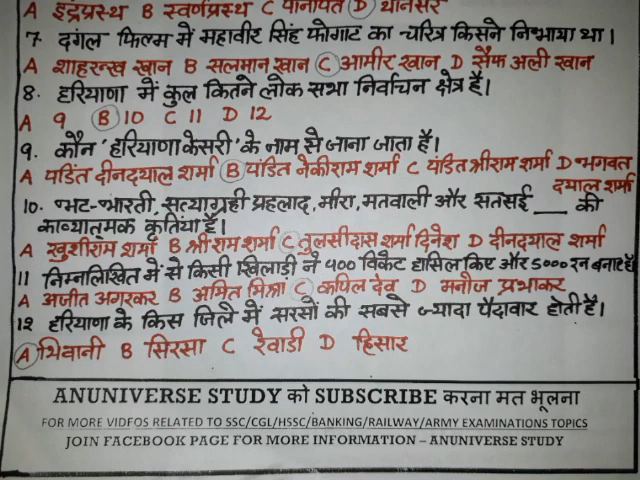 A इंद्रप्रस्थ B स्वर्णप्रस्थ C पानीपत D थानेसर
7. दंगल फिल्म में महावीर सिंह फोगाट का चरित्र किसने निभाया था।
A शाहरुख खान B सलमान खान C आमीर खान D सैफ अली खान
8. हरियाणा में कुल कितने लोक सभा निर्वाचन क्षेत्र है।
A 9 B 10 C 11 D 12
9. कौन 'हरियाणा केसरी' के नाम से जाना जाता है।
A पडिंत दीनदयाल शर्मा B पंडित नेकीराम शर्मा C पंडित श्रीराम शर्मा D भगवत दयाल शर्मा
10. भट-भारती, सत्याग्रही प्रहलाद, मीरा, मतवाली और सतसई ___ की
काव्यात्मक कृतियां है।
A खुशीराम शर्मा B श्री राम शर्मा C तुलसीदास शर्मा दिनेश D दीनदयाल शर्मा
11 निम्नलिखित में से किसी खिलाड़ी ने 400 विकेट हासिल किए और 5000 रन बनाए है
A अजीत अगरकर B अमित मिश्रा C कपिल देव D मनोज प्रभाकर
12 हरियाणा के किस जिले में सरसों की सबसे ज्यादा पैदावार होती है।
A भिवानी B सिरसा C रेवाडी D हिसार
ANUNIVERSE STUDY को SUBSCRIBE करना मत भूलना
FOR MORE VIDFOS RELATED TO SSC/CGL/HSSC/BANKING/RAILWAY/ARMY EXAMINATIONS TOPICS
JOIN FACEBOOK PAGE FOR MORE INFORMATION – ANUNIVERSE STUDY